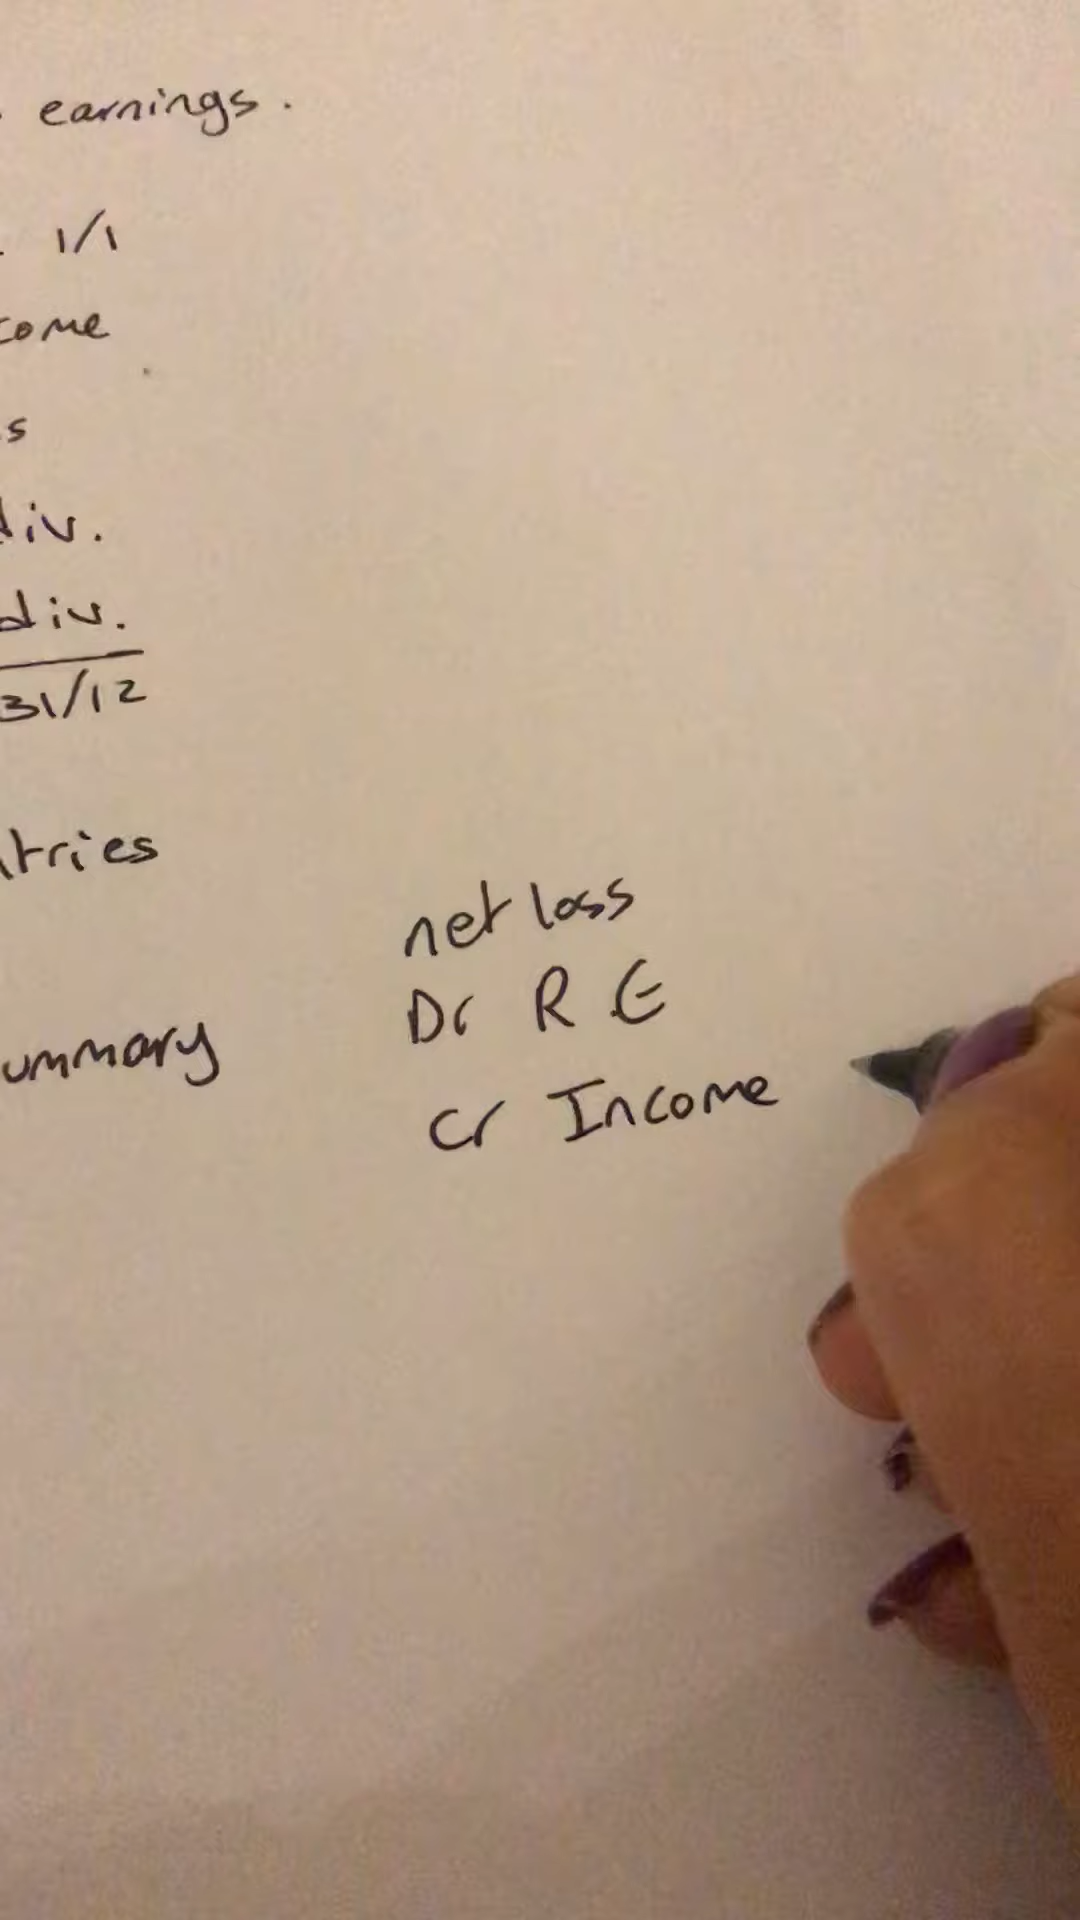 earnings.
1/1
come
s
div.
div.
31/12
tries
ummary
net loss
Dr R E
Cr Income